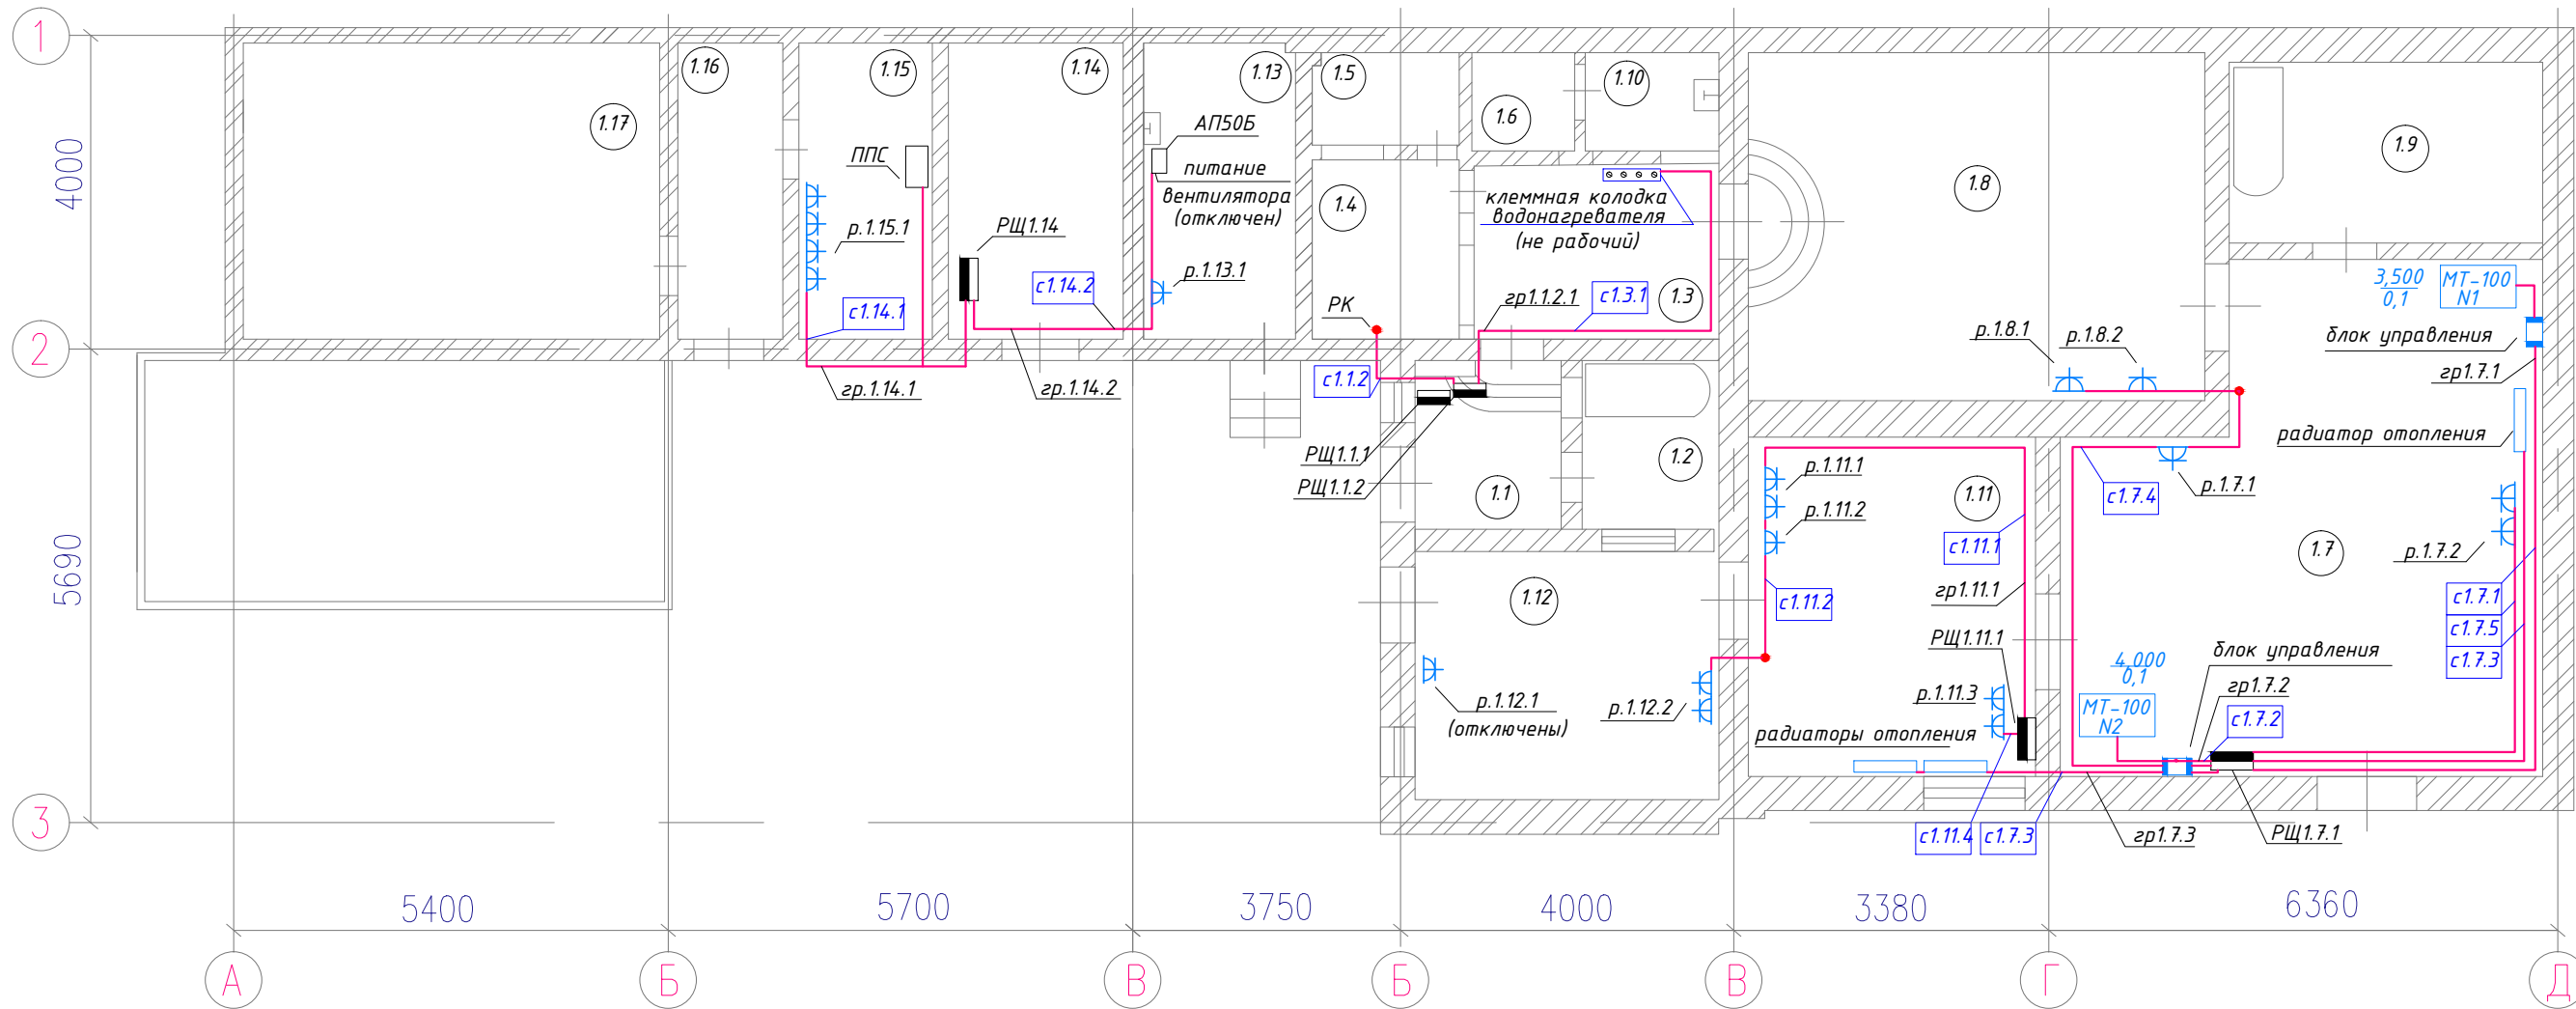 1
1.16
1.15
1.14
1.13
1.5
1.6
1.10
1.17
1.9
4000
ППС
АП50Б
питание
вентилятора
(отключен)
1.4
клеммная колодка
водонагревателя
(не рабочий)
1.8
р.1.15.1
РЩ1.14
с1.14.2
р.1.13.1
с1.14.1
РК
гр1.1.2.1
с1.3.1
1.3
3,500
0,1
МТ-100
N1
блок управления
2
р.1.8.1
р.1.8.2
гр1.7.1
гр.1.14.1
гр.1.14.2
с1.1.2
РЩ1.1.1
РЩ1.1.2
1.1
1.2
радиатор отопления
р.1.11.1
р.1.11.2
1.11
с1.7.4
р.1.7.1
с1.11.1
1.7
р.1.7.2
5690
1.12
с1.11.2
гр1.11.1
с1.7.1
с1.7.5
с1.7.3
РЩ1.11.1
4,000
0,1
блок управления
р.1.12.1
(отключены)
р.1.12.2
р.1.11.3
МТ-100
N2
гр1.7.2
с1.7.2
радиаторы отопления
3
с1.11.4
с1.7.3
гр1.7.3
РЩ1.7.1
5400
5700
3750
4000
3380
6360
А
Б
В
Б
В
Г
Д